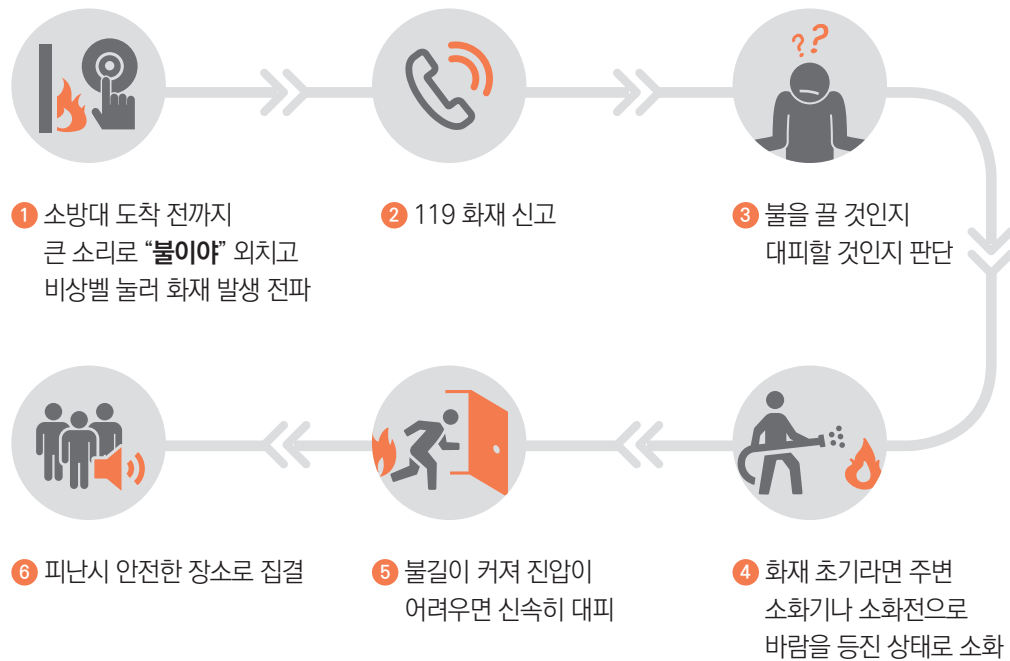 ??
1 소방대 도착 전까지
큰 소리로 “불이야” 외치고
비상벨 눌러 화재 발생 전파
2 119 화재 신고
3 불을 끌 것인지
대피할 것인지 판단
4 화재 초기라면 주변
소화기나 소화전으로
바람을 등진 상태로 소화
5 불길이 커져 진압이
어려우면 신속히 대피
6 피난시 안전한 장소로 집결